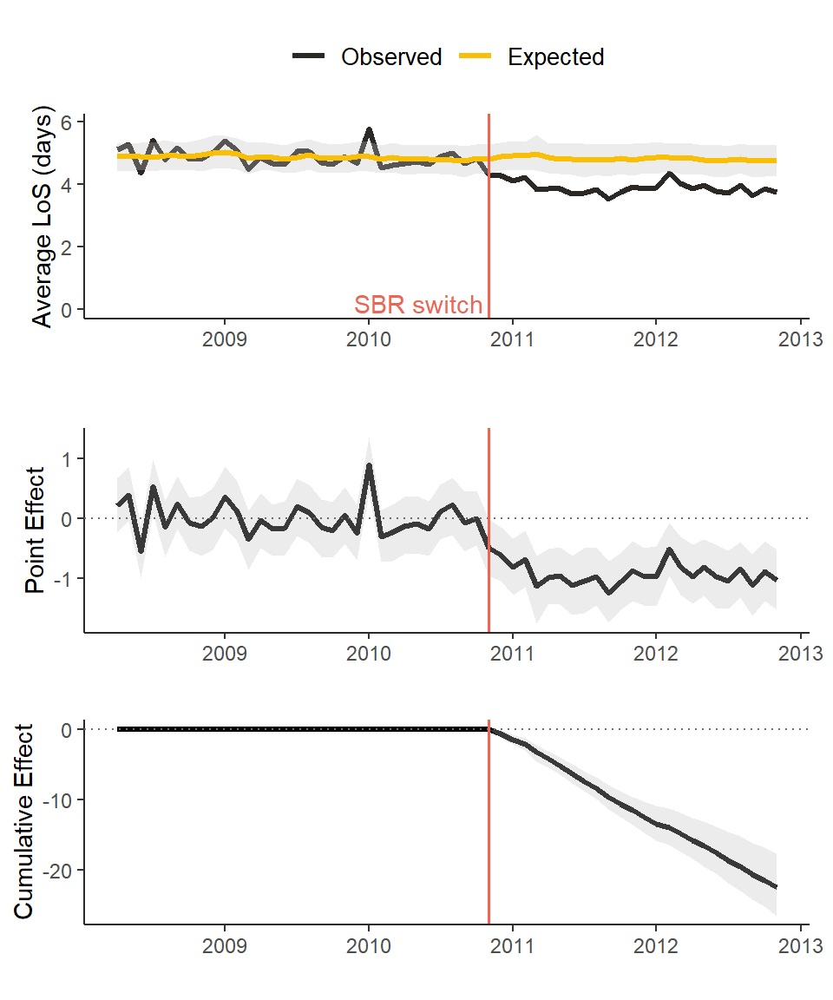 Observed Expected
Average LoS (days)
6
4
2
0
SBR switch
2009 2010 2011 2012 2013
Point Effect
1
0
-1
2009 2010 2011 2012 2013
Cumulative Effect
0
-10
-20
2009 2010 2011 2012 2013